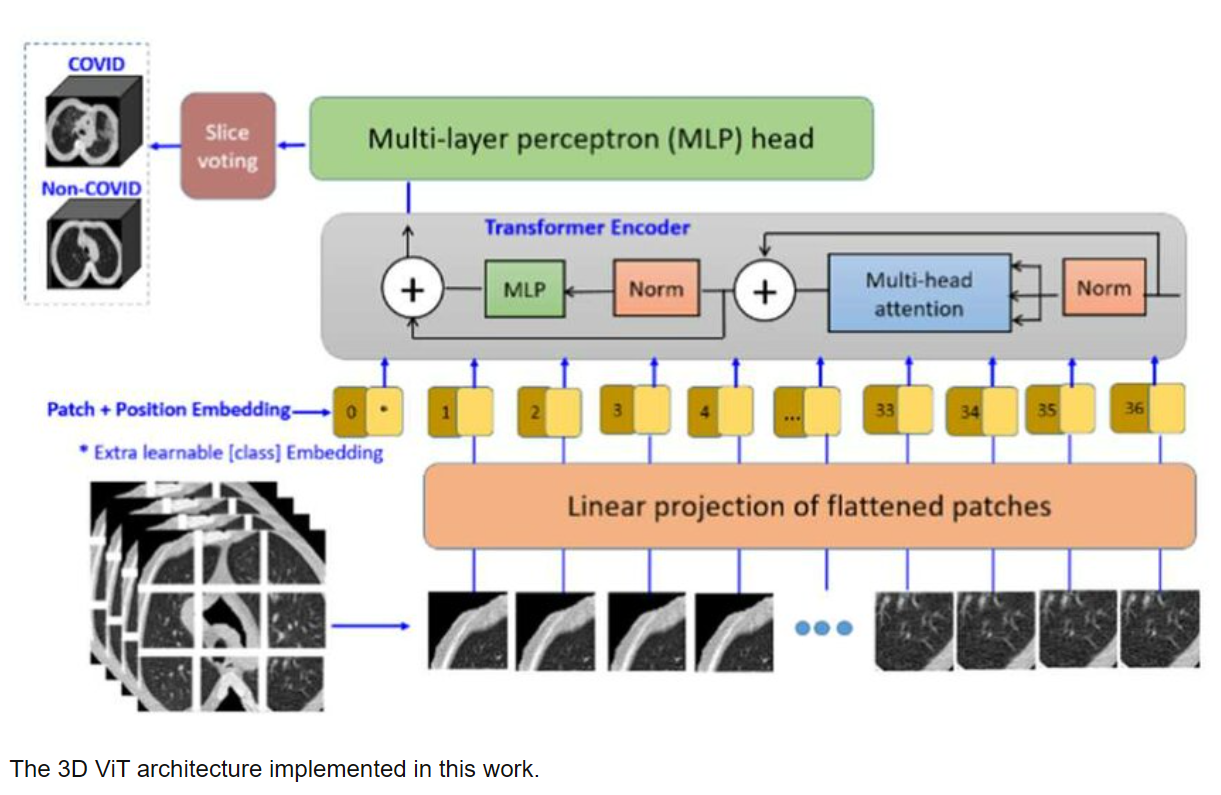 COVID
Non-COVID
Slice
voting
Multi-layer perceptron (MLP) head
Transformer Encoder
+
MLP
Norm
+
Multi-head
attention
Norm
Patch + Position Embedding
0 * 1 2 3 4 ... 33 34 35 36
* Extra learnable [class] Embedding
Linear projection of flattened patches
The 3D ViT architecture implemented in this work.